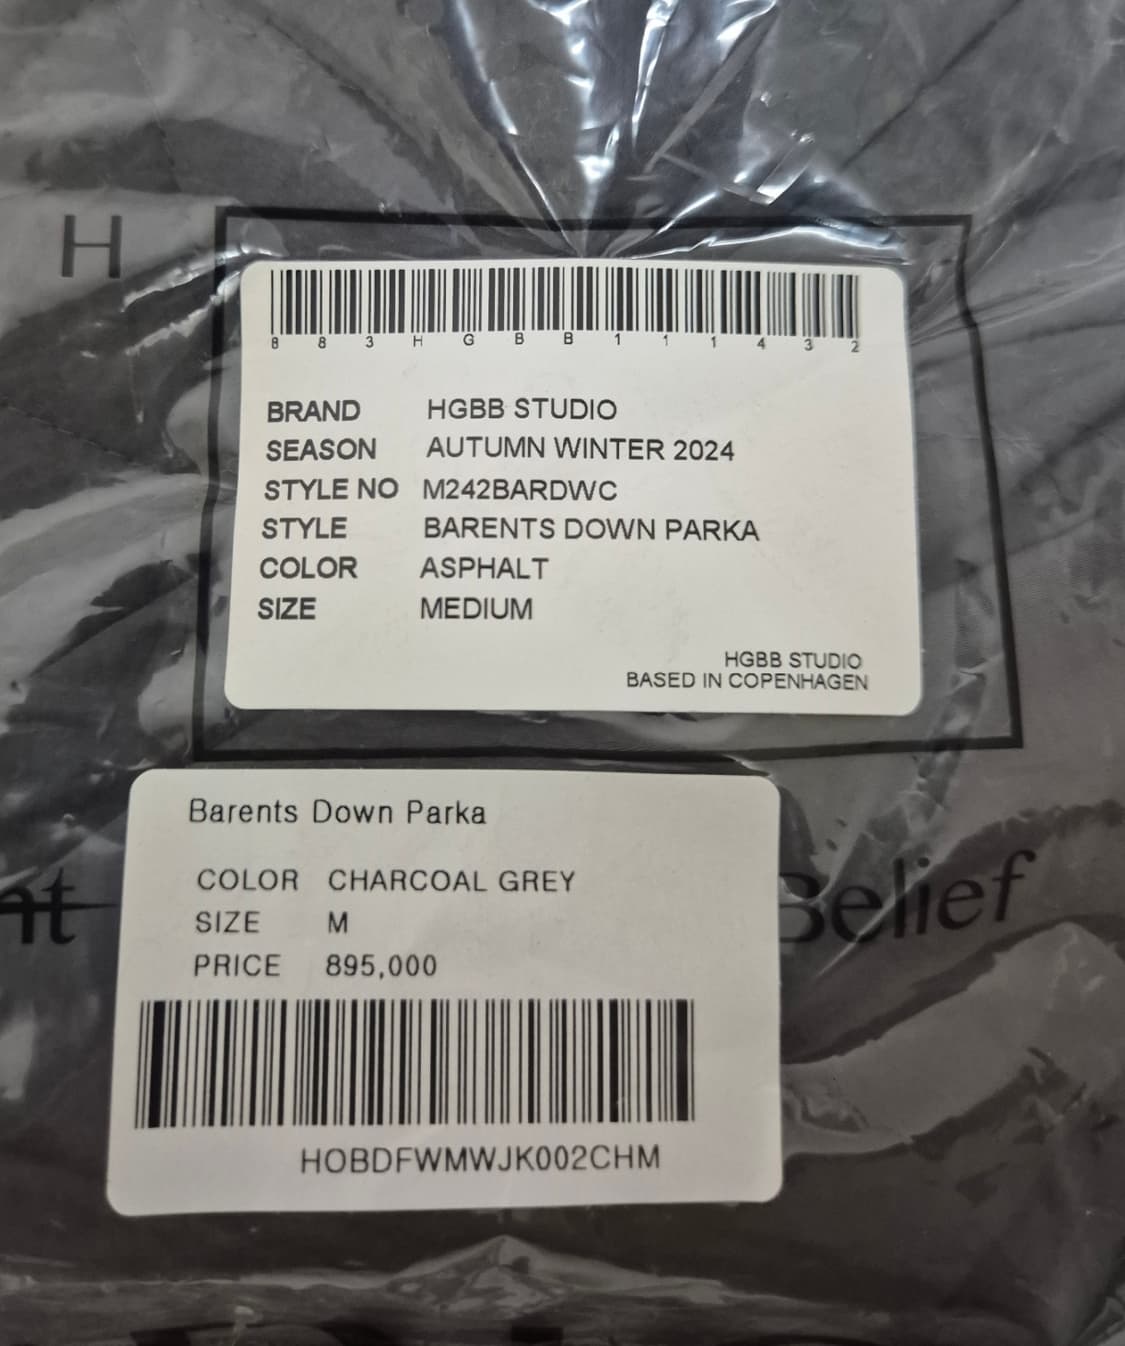 H
8 8 3 H G B B 1 1 1 4 3 2
BRAND HGBB STUDIO
SEASON AUTUMN WINTER 2024
STYLE NO M242BARDWC
STYLE BARENTS DOWN PARKA
COLOR ASPHALT
SIZE MEDIUM
HGBB STUDIO
BASED IN COPENHAGEN
Barents Down Parka
COLOR CHARCOAL GREY
SIZE M
PRICE 895,000
HOBDFWMWJK002CHM
Belief